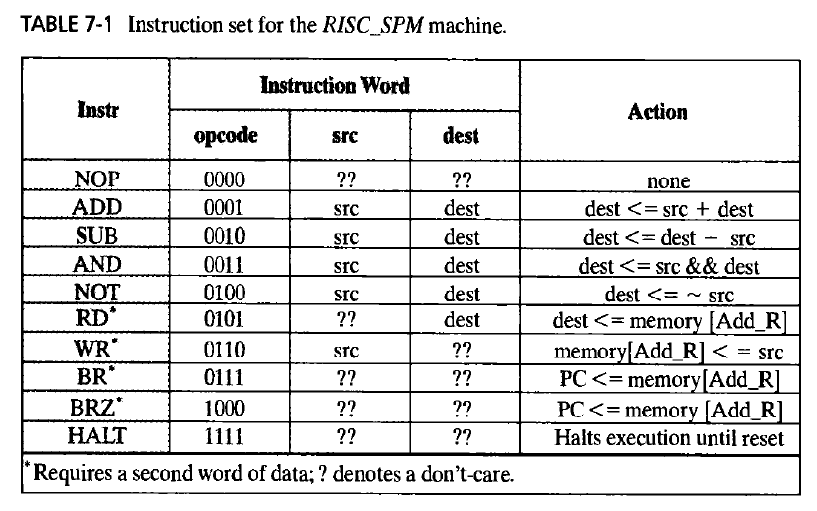 TABLE 7-1 Instruction set for the RISC_SPM machine.
Instr Instruction Word Action
opcode src dest
NOP 0000 ?? ?? none
ADD 0001 src dest dest <= src + dest
SUB 0010 src dest dest <= dest − src
AND 0011 src dest dest <= src && dest
NOT 0100 src dest dest <= ~ src
RD* 0101 ?? dest dest <= memory [Add_R]
WR* 0110 src ?? memory[Add_R] < = src
BR* 0111 ?? ?? PC <= memory[Add_R]
BRZ* 1000 ?? ?? PC <= memory [Add_R]
HALT 1111 ?? ?? Halts execution until reset
*Requires a second word of data; ? denotes a don't-care.